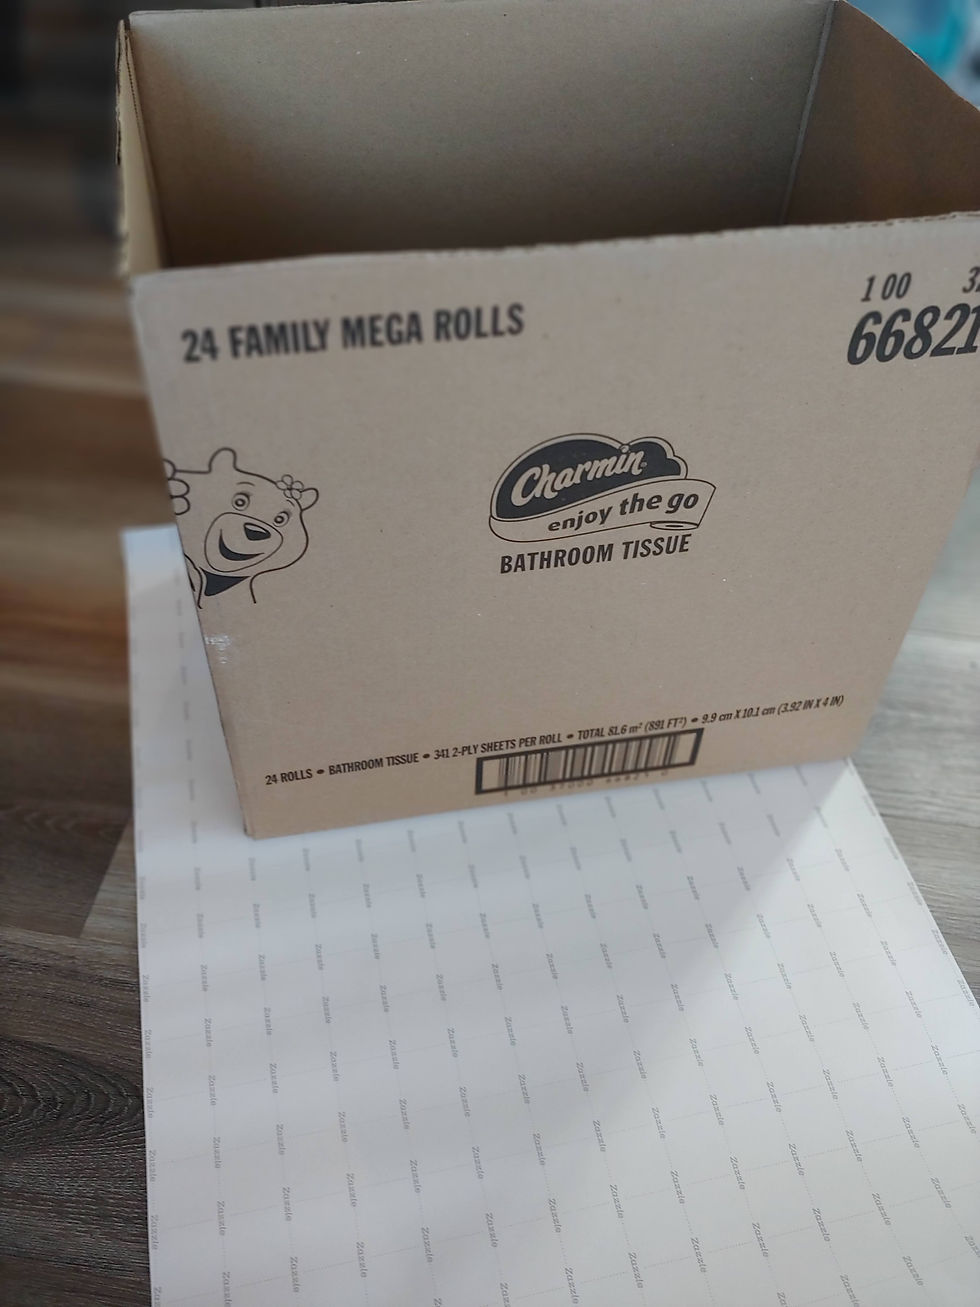 1 00
66821
24 FAMILY MEGA ROLLS
Charmin
enjoy the go
BATHROOM TISSUE
24 ROLLS • BATHROOM TISSUE • 341 2-PLY SHEETS PER ROLL • TOTAL 81.6 m² (891 FT²) • 9.9 cm X 10.1 cm (3.92 IN X 4 IN)
Zazzle